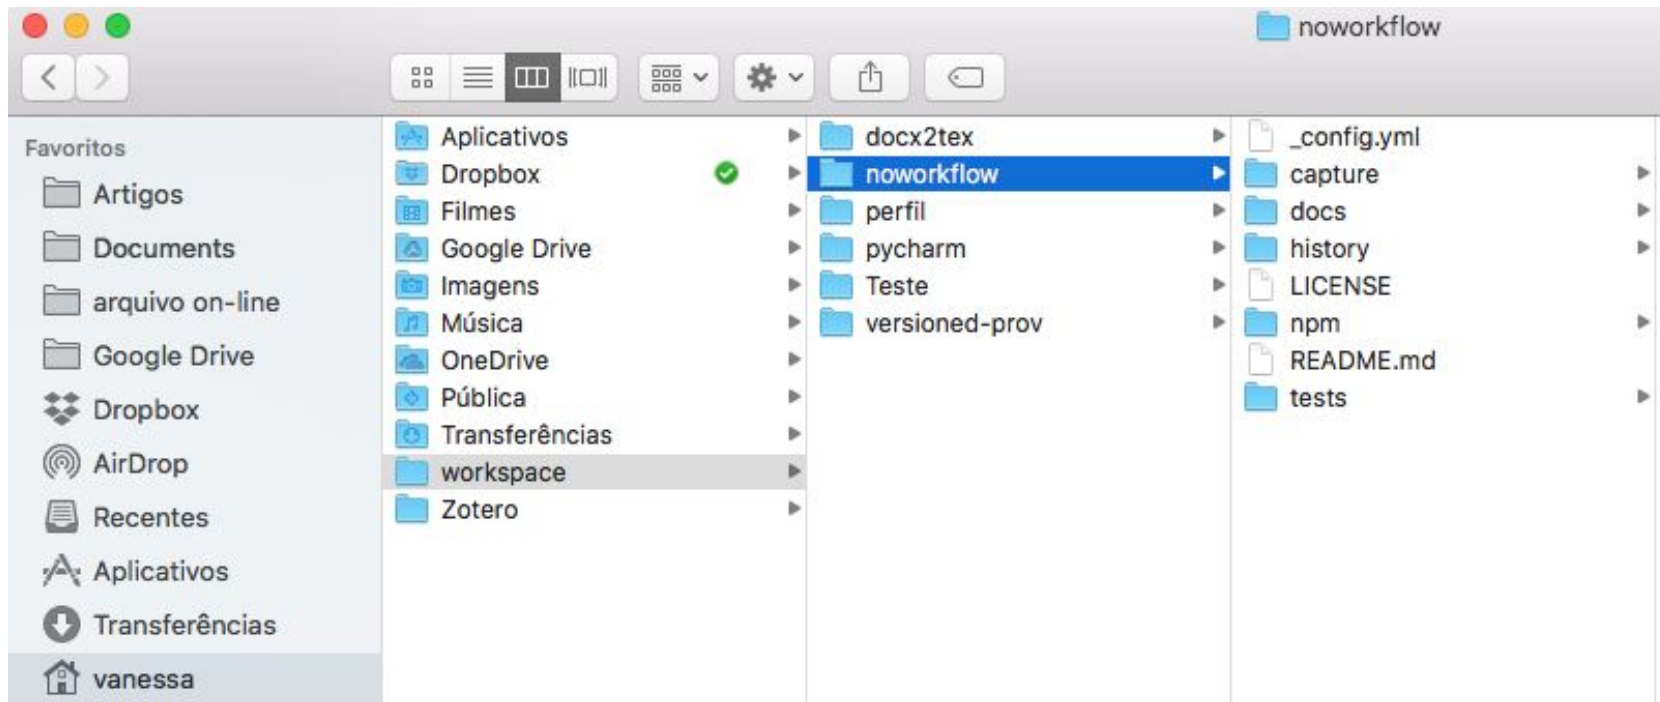 noworkflow
Favoritos
Artigos
Documents
arquivo on-line
Google Drive
Dropbox
AirDrop
Recentes
Aplicativos
Transferências
vanessa
Aplicativos
Dropbox
Filmes
Google Drive
Imagens
Música
OneDrive
Pública
Transferências
workspace
Zotero
docx2tex
noworkflow
perfil
pycharm
Teste
versioned-prov
_config.yml
capture
docs
history
LICENSE
npm
README.md
tests